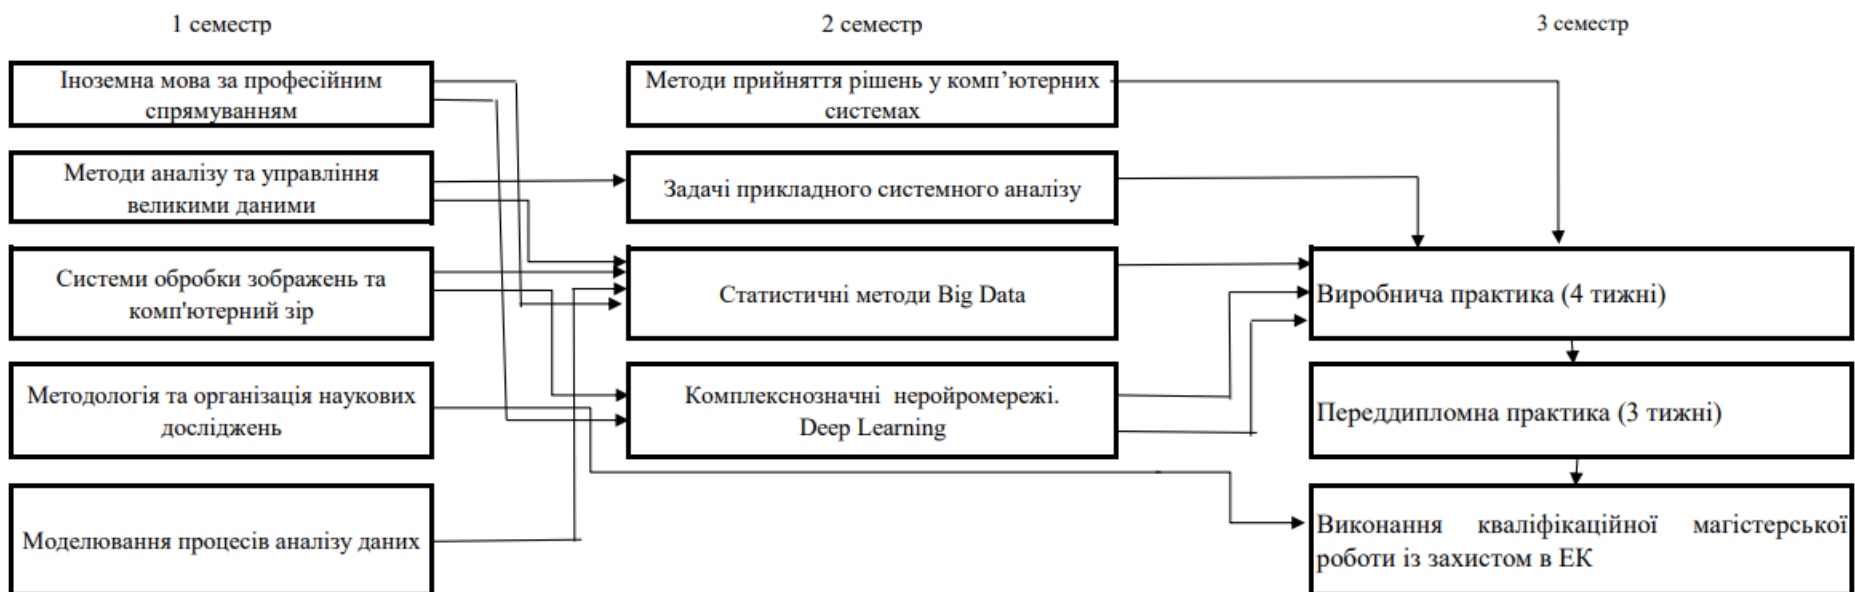 1 семестр
2 семестр
3 семестр
Іноземна мова за професійним
спрямуванням
Методи прийняття рішень у комп’ютерних
системах
Методи аналізу та управління
великими даними
Задачі прикладного системного аналізу
Системи обробки зображень та
комп'ютерний зір
Статистичні методи Big Data
Виробнича практика (4 тижні)
Методологія та організація наукових
досліджень
Комплекснозначні неройромережі.
Deep Learning
Переддипломна практика (3 тижні)
Моделювання процесів аналізу даних
Виконання кваліфікаційної магістерської
роботи із захистом в ЕК